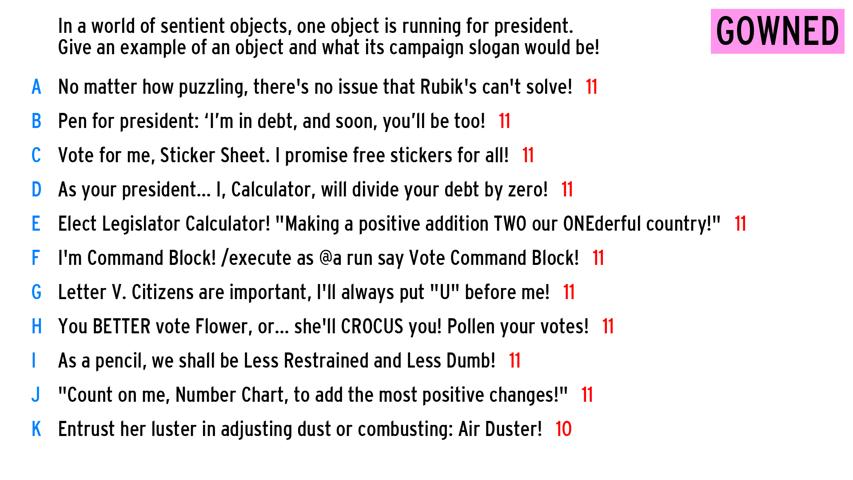 In a world of sentient objects, one object is running for president.
Give an example of an object and what its campaign slogan would be!
GOWNED
A No matter how puzzling, there's no issue that Rubik's can't solve! 11
B Pen for president: ‘I’m in debt, and soon, you’ll be too! 11
C Vote for me, Sticker Sheet. I promise free stickers for all! 11
D As your president... I, Calculator, will divide your debt by zero! 11
E Elect Legislator Calculator! "Making a positive addition TWO our ONEderful country!" 11
F I'm Command Block! /execute as @a run say Vote Command Block! 11
G Letter V. Citizens are important, I'll always put "U" before me! 11
H You BETTER vote Flower, or... she'll CROCUS you! Pollen your votes! 11
I As a pencil, we shall be Less Restrained and Less Dumb! 11
J "Count on me, Number Chart, to add the most positive changes!" 11
K Entrust her luster in adjusting dust or combusting: Air Duster! 10